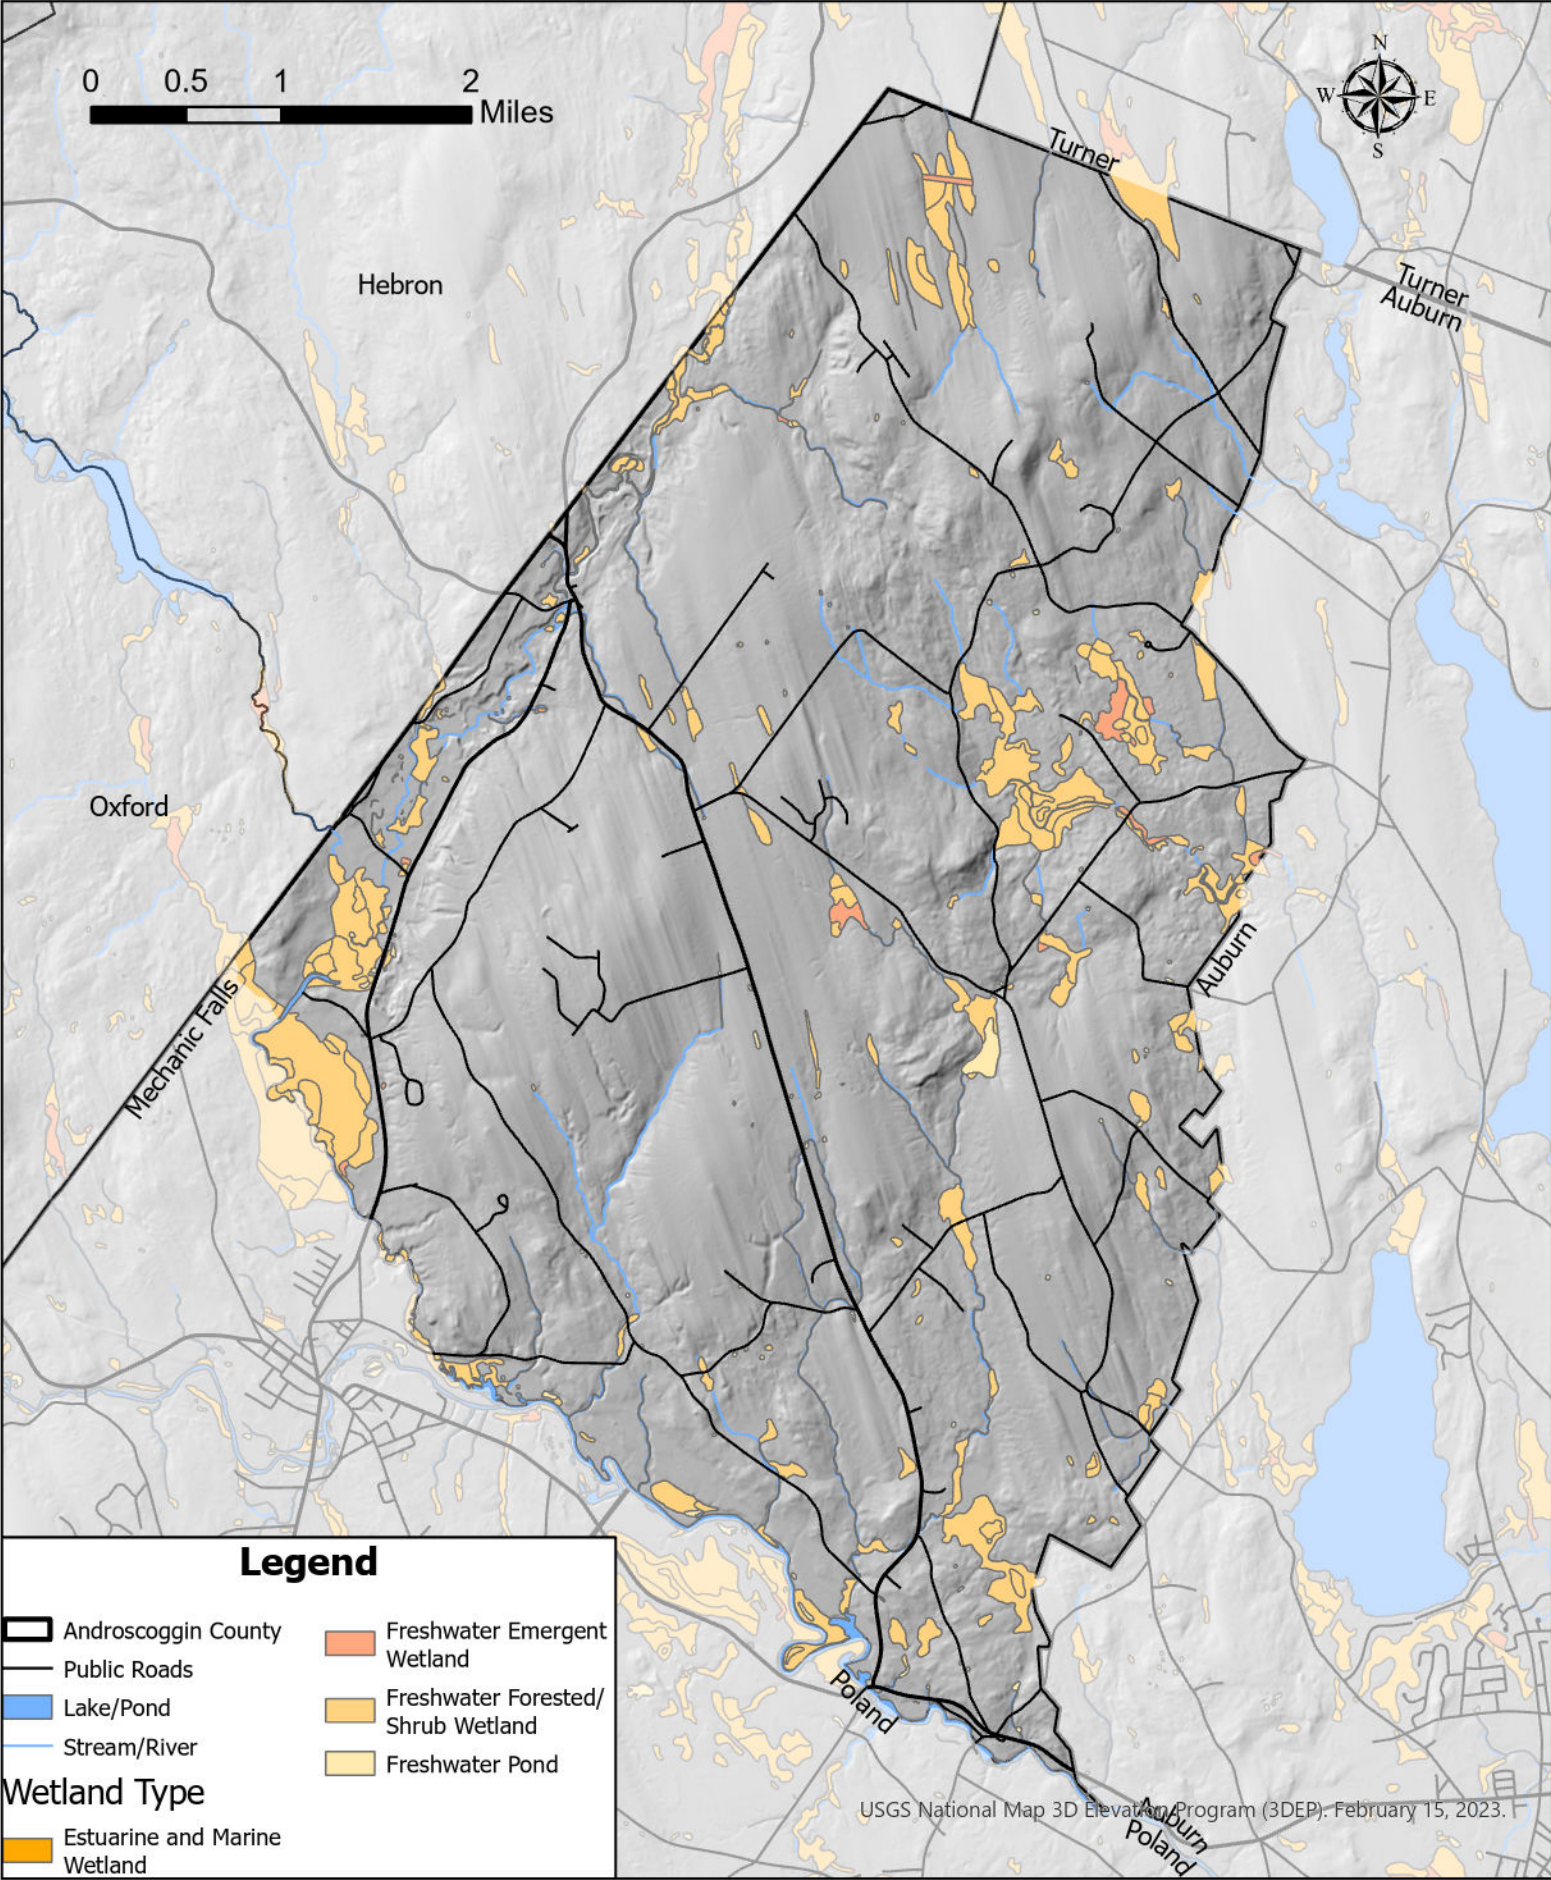 0 0.5 1 2
Miles
N
W E
S
Turner
Hebron
Turner
Auburn
Oxford
Auburn
Mechanic Falls
Poland
Auburn
Poland
USGS National Map 3D Elevation Program (3DEP). February 15, 2023.
Legend
Androscoggin County
Public Roads
Lake/Pond
Stream/River
Wetland Type
Estuarine and Marine
Wetland
Freshwater Emergent
Wetland
Freshwater Forested/
Shrub Wetland
Freshwater Pond